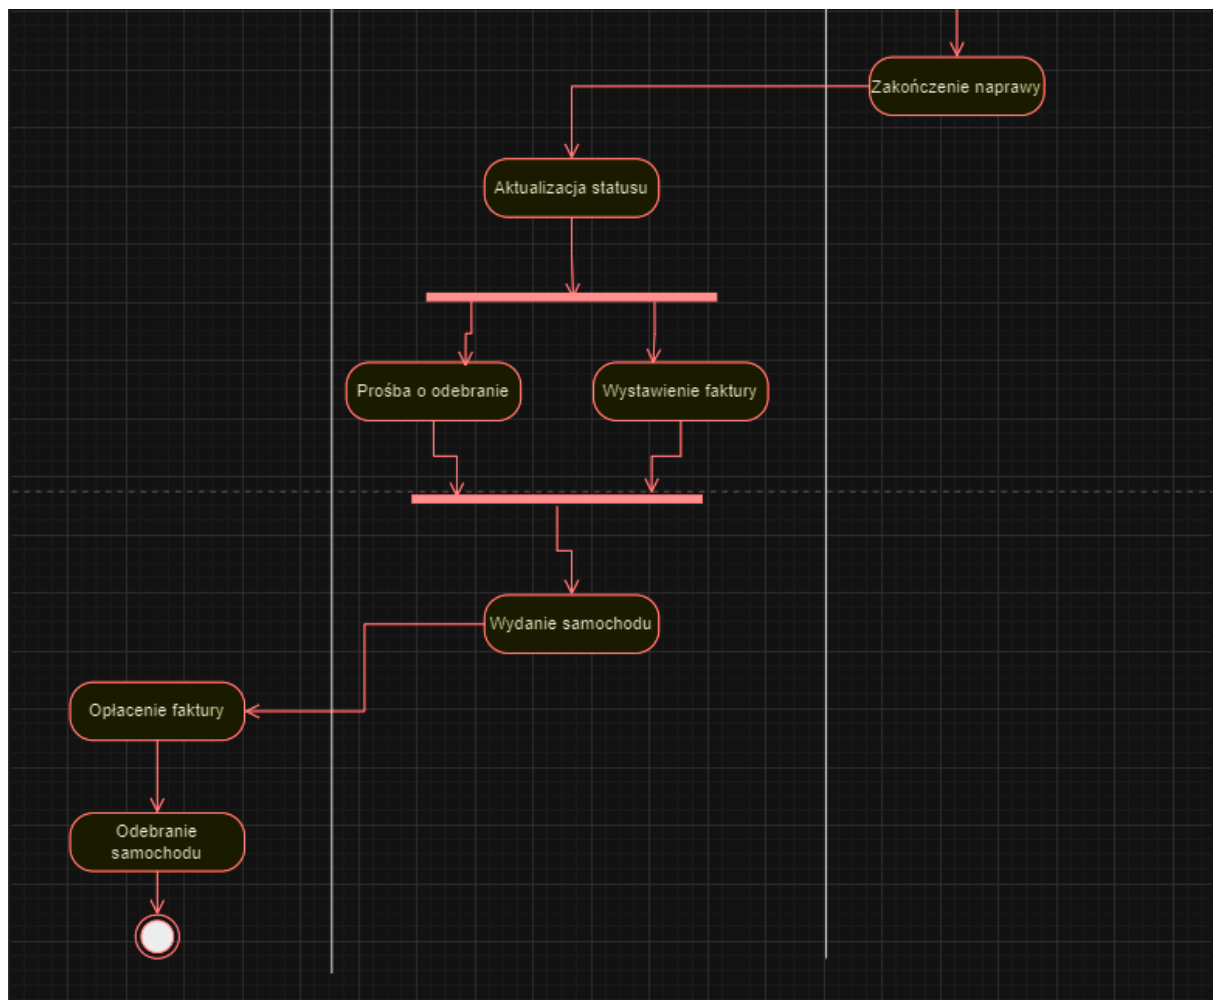 Zakończenie naprawy
Aktualizacja statusu
Prośba o odebranie
Wystawienie faktury
Wydanie samochodu
Opłacenie faktury
Odebranie
samochodu